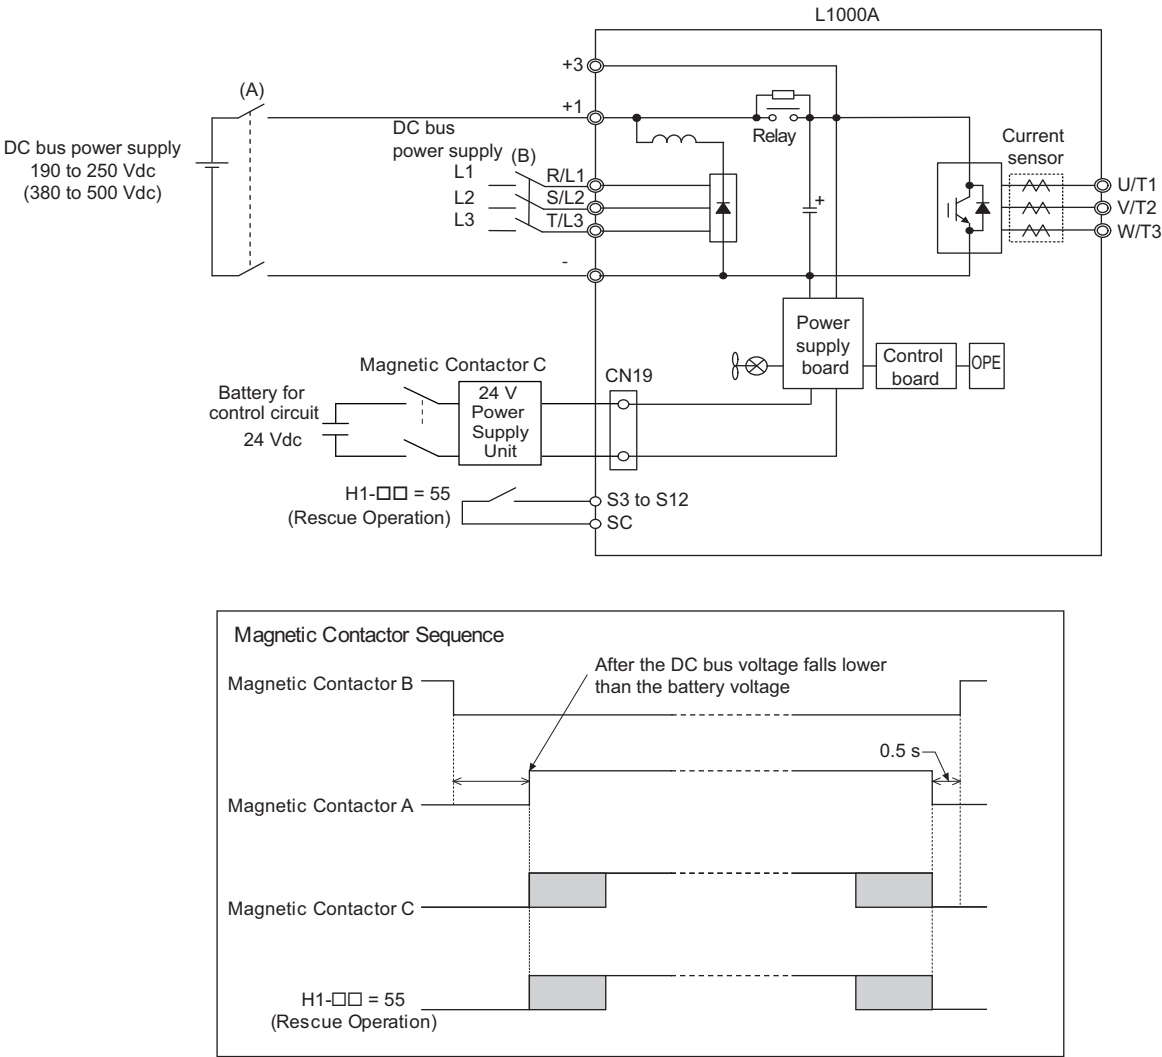 L1000A
+3
(A)
+1
DC bus power supply
190 to 250 Vdc
(380 to 500 Vdc)
DC bus
power supply
(B)
L1
R/L1
L2
S/L2
L3
T/L3
Relay
+
Current
sensor
U/T1
V/T2
W/T3
-
Power
supply
board
Control
board
OPE
Magnetic Contactor C
CN19
Battery for
control circuit
24 Vdc
24 V
Power
Supply
Unit
H1-□□ = 55
(Rescue Operation)
S3 to S12
SC
Magnetic Contactor Sequence
After the DC bus voltage falls lower
than the battery voltage
Magnetic Contactor B
0.5 s
Magnetic Contactor A
Magnetic Contactor C
H1-□□ = 55
(Rescue Operation)